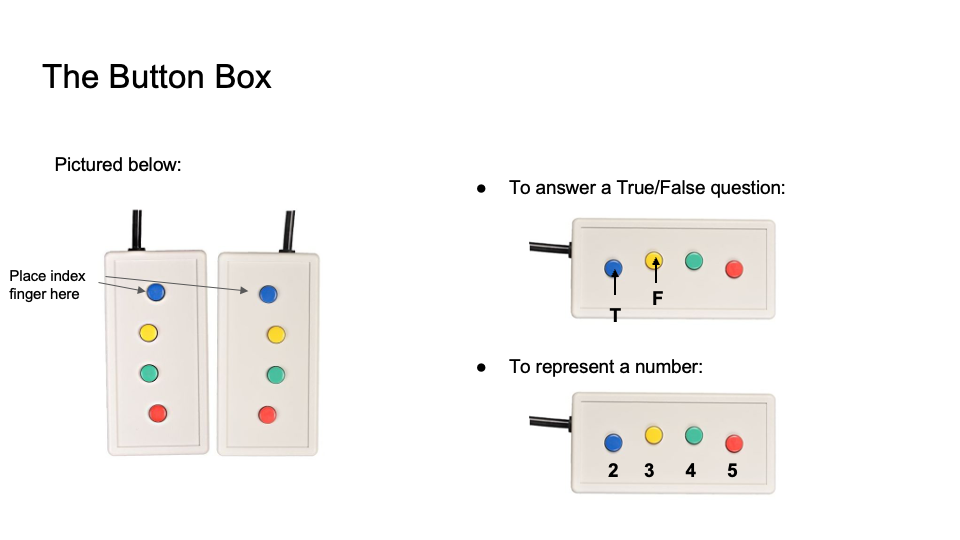 The Button Box
Pictured below:
Place index
finger here
● To answer a True/False question:
F
T
● To represent a number:
2 3 4 5